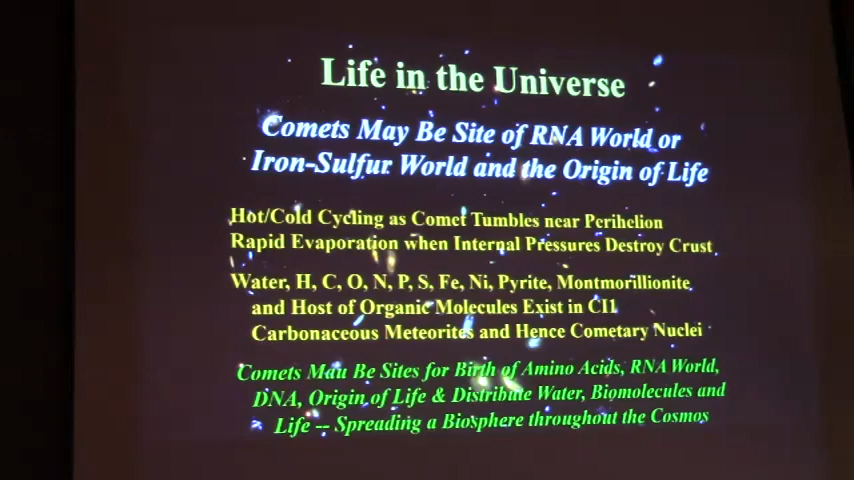 Life in the Universe
Comets May Be Site of RNA World or
Iron-Sulfur World and the Origin of Life
Hot/Cold Cycling as Comet Tumbles near Perihelion
Rapid Evaporation when Internal Pressures Destroy Crust
Water, H, C, O, N, P, S, Fe, Ni, Pyrite, Montmorillionite
and Host of Organic Molecules Exist in CI1
Carbonaceous Meteorites and Hence Cometary Nuclei
Comets May Be Sites for Birth of Amino Acids, RNA World,
DNA, Origin of Life & Distribute Water, Biomolecules and
Life -- Spreading a Biosphere throughout the Cosmos